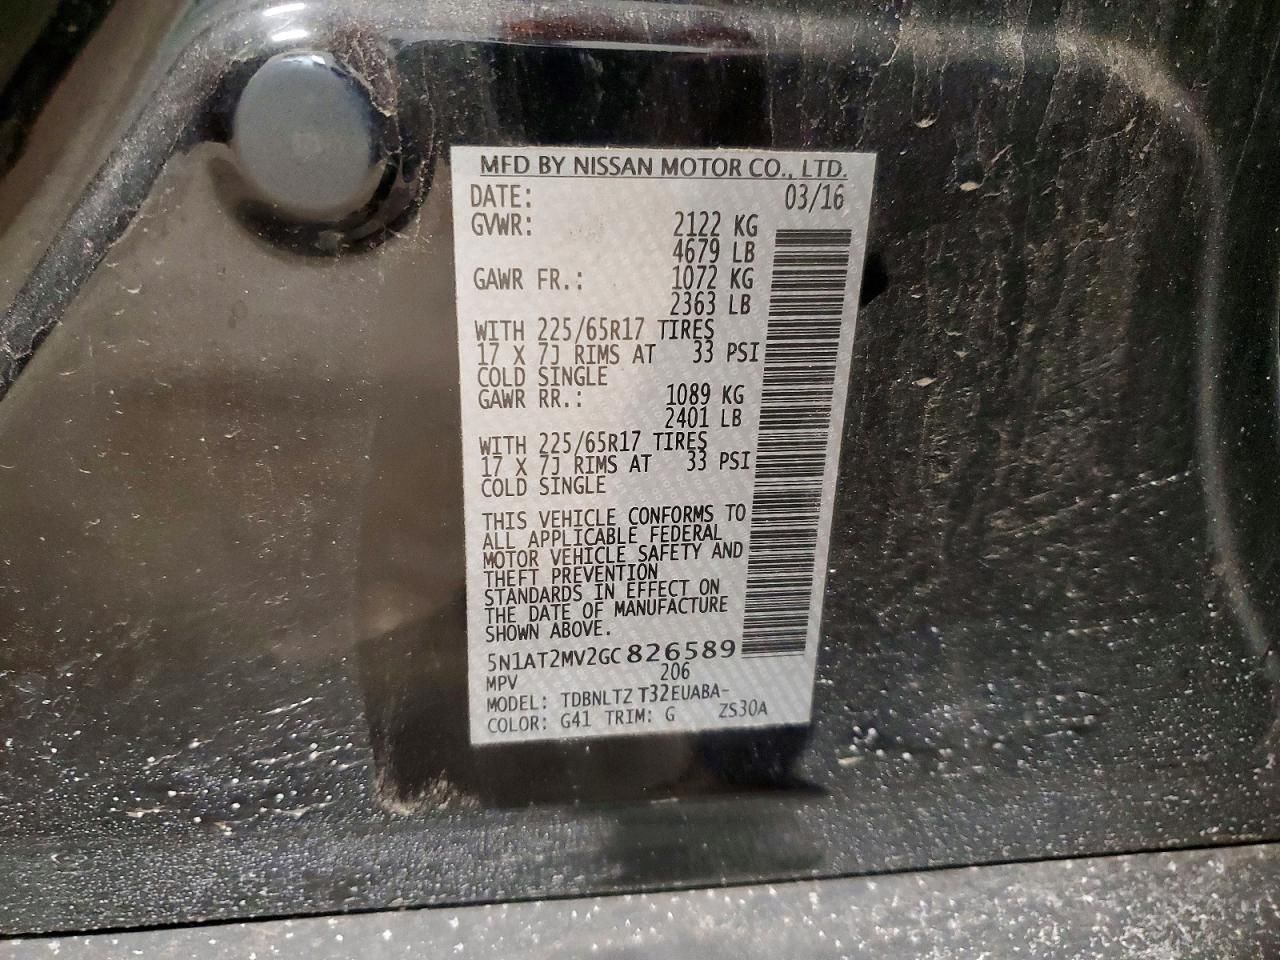 MFD BY NISSAN MOTOR CO., LTD.
DATE: 03/16
GVWR: 2122 KG
4679 LB
GAWR FR.: 1072 KG
2363 LB
WITH 225/65R17 TIRES
17 X 7J RIMS AT 33 PSI
COLD SINGLE
GAWR RR.: 1089 KG
2401 LB
WITH 225/65R17 TIRES
17 X 7J RIMS AT 33 PSI
COLD SINGLE
THIS VEHICLE CONFORMS TO
ALL APPLICABLE FEDERAL
MOTOR VEHICLE SAFETY AND
THEFT PREVENTION
STANDARDS IN EFFECT ON
THE DATE OF MANUFACTURE
SHOWN ABOVE.
5N1AT2MV2GC826589
MPV 206
MODEL: TDBNLTZ T32EUABA-
COLOR: G41 TRIM: G ZS30A